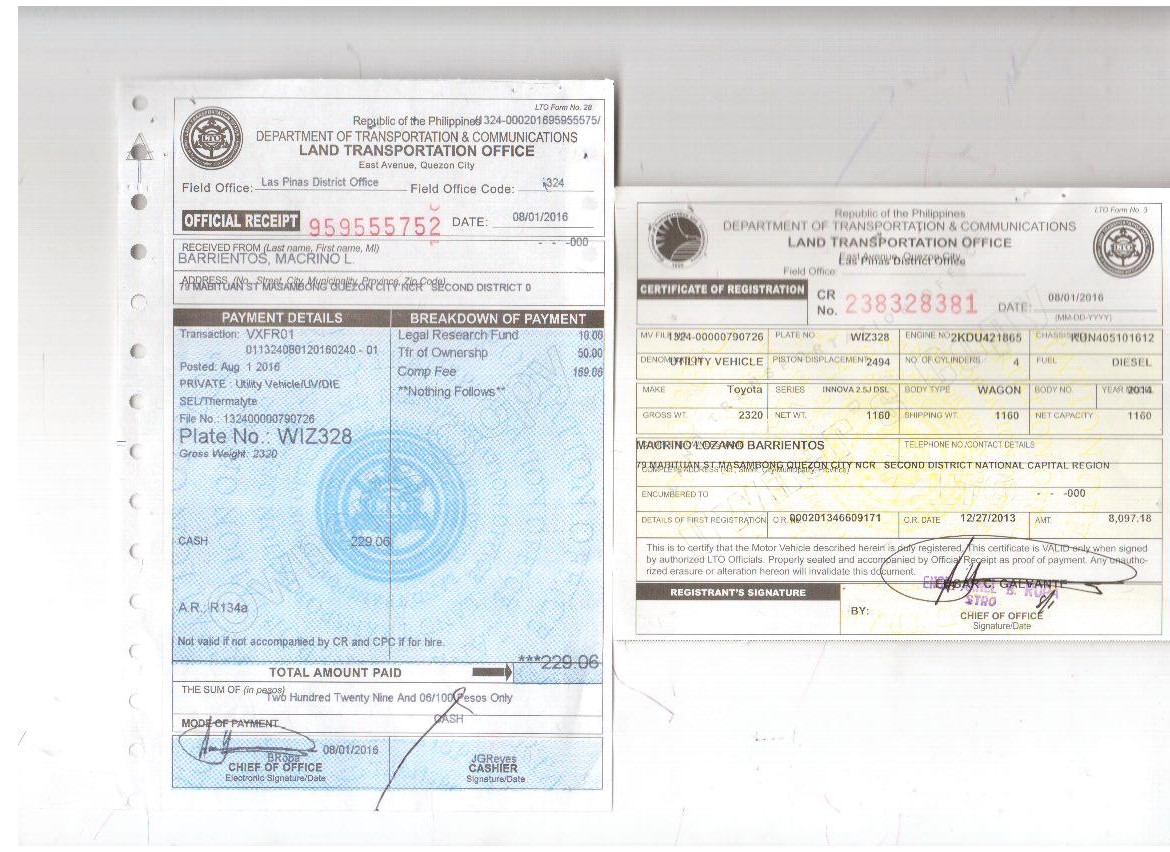 LTO Form No. 28
Republic of the Philippines 1324-000201695955575/
DEPARTMENT OF TRANSPORTATION & COMMUNICATIONS
LAND TRANSPORTATION OFFICE
East Avenue, Quezon City
Field Office: Las Pinas District Office Field Office Code: 1324
OFFICIAL RECEIPT 959555752 DATE: 08/01/2016
- - -000
RECEIVED FROM (Last name, First name, MI)
BARRIENTOS, MACRINO L.
ADDRESS (No., Street, City, Municipality, Province, Zip Code)
79 MABITUAN ST MASAMBONG QUEZON CITY NCR SECOND DISTRICT 0
PAYMENT DETAILS BREAKDOWN OF PAYMENT
Transaction: VXFR01 Legal Research Fund 10.00
011324080120160240 - 01 Tfr of Ownershp 50.00
Posted: Aug 1 2016 Comp Fee 169.06
PRIVATE : Utility Vehicle/UV/DIE **Nothing Follows**
SEL/Thermalyte
File No.: 132400000790726
Plate No.: WIZ328
Gross Weight: 2320
CASH 229.06
A.R.; R134a
Not valid if not accompanied by CR and CPC if for hire.
TOTAL AMOUNT PAID ***229.06
THE SUM OF (in pesos)
Two Hundred Twenty Nine And 06/100 Pesos Only
CASH
MODE OF PAYMENT
08/01/2016
JGReyes
CHIEF OF OFFICE CASHIER
Electronic Signature/Date Signature/Date
LTO Form No. 3
Republic of the Philippines
DEPARTMENT OF TRANSPORTATION & COMMUNICATIONS
LAND TRANSPORTATION OFFICE
East Avenue, Quezon City
Las Pinas District Office
Field Office
CERTIFICATE OF REGISTRATION CR No. 238328381 DATE: 08/01/2016
(MM-DD-YYYY)
MV FILE NO. 1324-00000790726 PLATE NO WIZ328 ENGINE NO 2KDU421865 CHASSIS NO KUN405101612
DENOMINATION UTILITY VEHICLE PISTON DISPLACEMENT 2494 NO. OF CYLINDERS 4 FUEL DIESEL
MAKE Toyota SERIES INNOVA 2.5J DSL BODY TYPE WAGON BODY NO. YEAR MODEL 2014
GROSS WT. 2320 NET WT. 1160 SHIPPING WT. 1160 NET CAPACITY 1160
MACRINO LOZANO BARRIENTOS TELEPHONE NO./CONTACT DETAILS
79 MABITUAN ST MASAMBONG QUEZON CITY NCR SECOND DISTRICT NATIONAL CAPITAL REGION
COMPLETE ADDRESS (No., Street, City/Municipality, Province)
ENCUMBERED TO - - -000
DETAILS OF FIRST REGISTRATION O.R. No. 000201346609171 O.R. DATE 12/27/2013 AMT. 8,097.18
This is to certify that the Motor Vehicle described herein is duly registered. This certificate is VALID only when signed
by authorized LTO Officials. Properly sealed and accompanied by Official Receipt as proof of payment. Any unautho-
rized erasure or alteration hereon will invalidate this document.
REGISTRANT'S SIGNATURE
EDGAR C. GALVANTE
STRO
BY: CHIEF OF OFFICE
Signature/Date